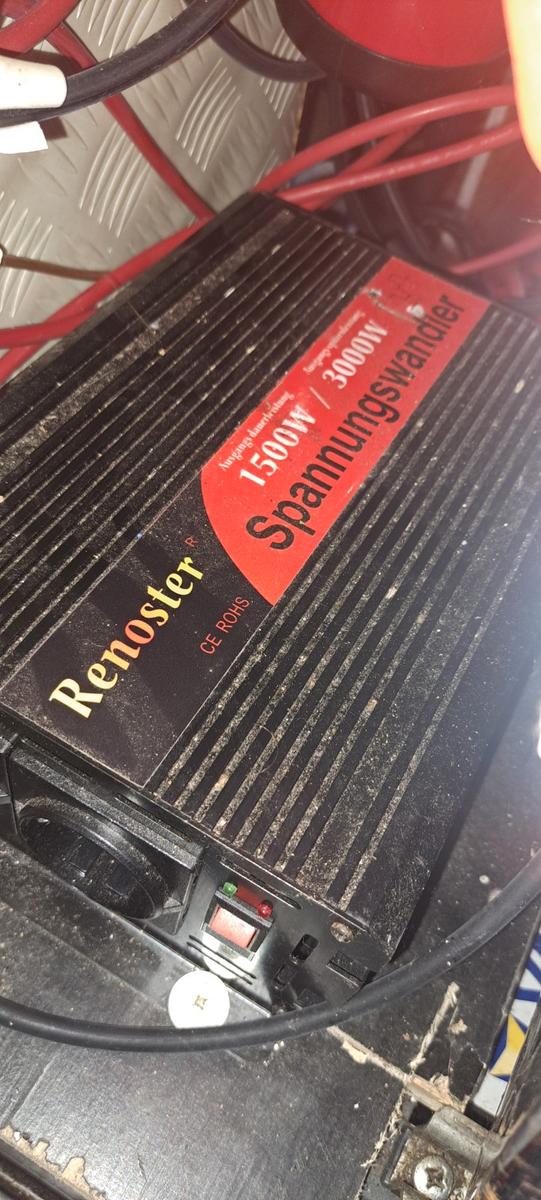 Renoster R
CE ROHS
Ausgangsdauerleistung
1500W / 3000W
Spannungswandler